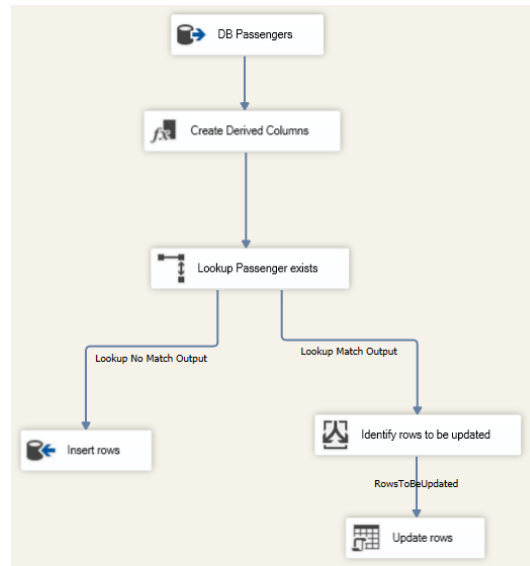 DB Passengers
Create Derived Columns
Lookup Passenger exists
Lookup No Match Output
Lookup Match Output
Insert rows
Identify rows to be updated
RowsToBeUpdated
Update rows